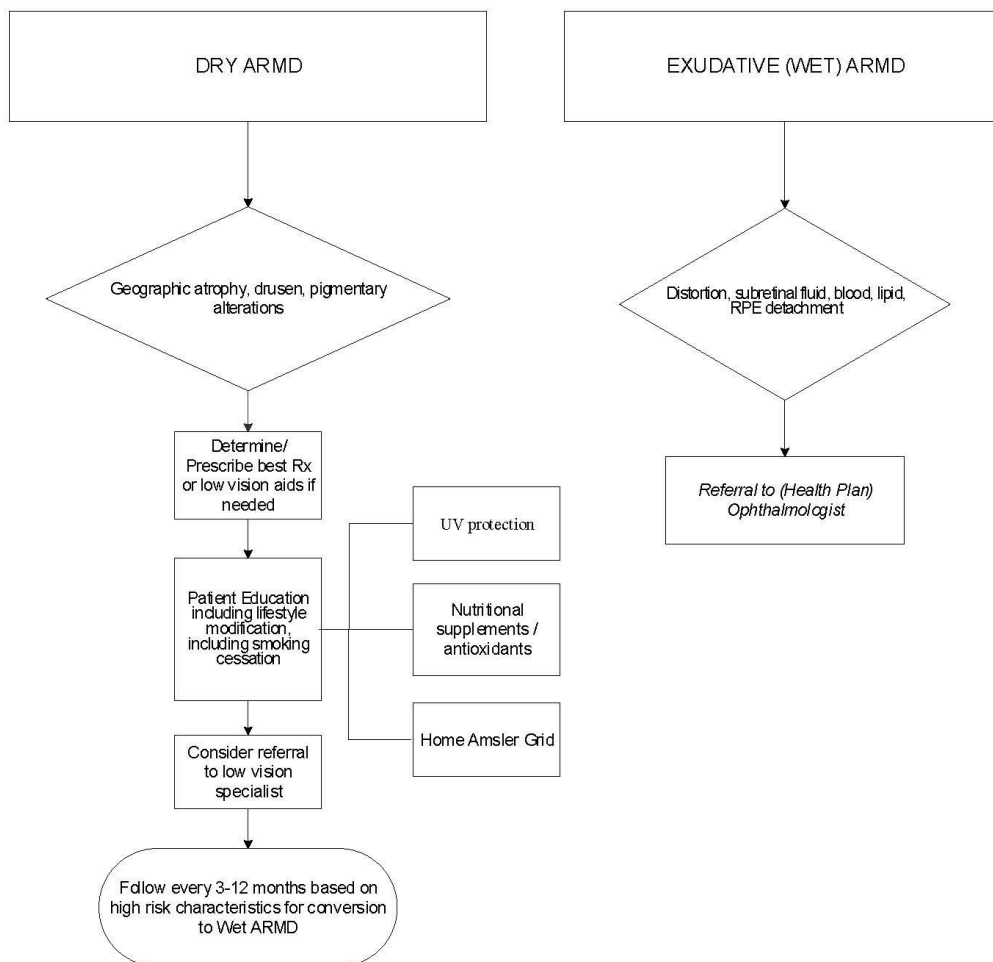 DRY ARMD
Geographic atrophy, drusen, pigmentary
alterations
Determine/
Prescribe best Rx
or low vision aids if
needed
Patient Education
including lifestyle
modification,
including smoking
cessation
UV protection
Nutritional
supplements /
antioxidants
Home Amsler Grid
Consider referral
to low vision
specialist
Follow every 3-12 months based on
high risk characteristics for conversion
to Wet ARMD
EXUDATIVE (WET) ARMD
Distortion, subretinal fluid, blood, lipid,
RPE detachment
Referral to (Health Plan)
Ophthalmologist